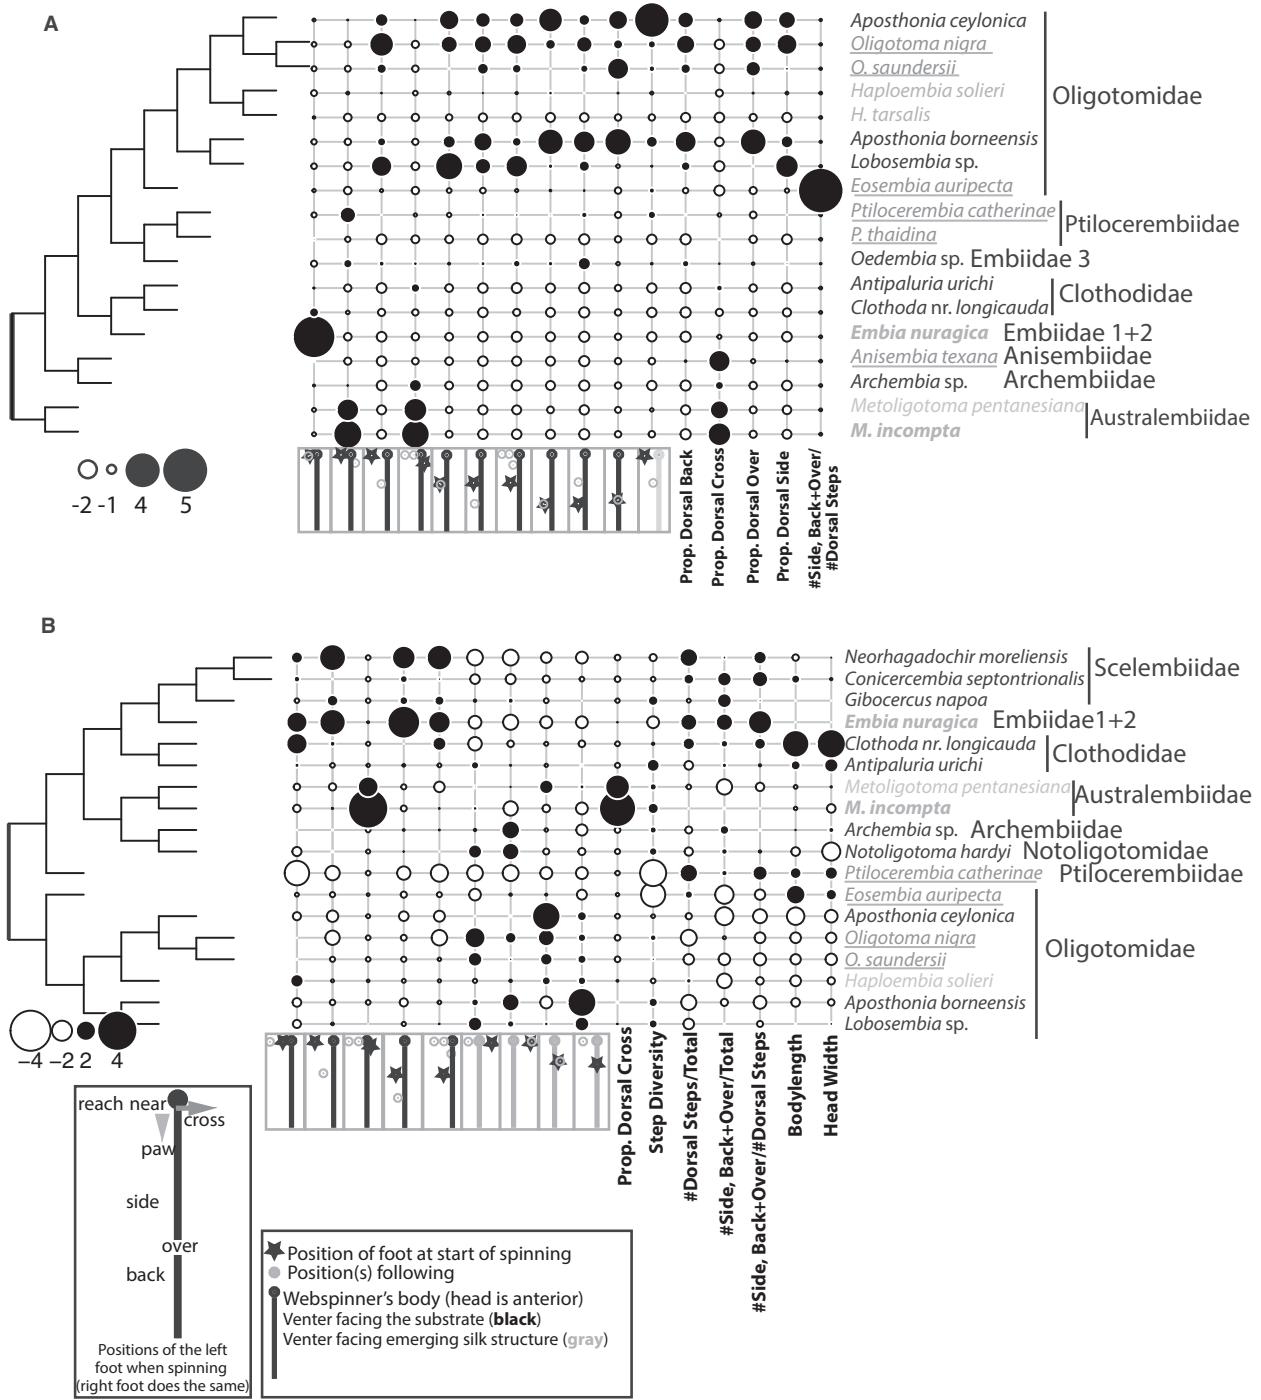 A
Aposthonia ceylonica
Oligotoma nigra
O. saundersii
Haploembia solieri
H. tarsalis
Oligotomidae
Aposthonia borneensis
Lobosembia sp.
Eosembia auripecta
Ptilocerembia catherinae
P. thaidina
Ptilocerembiidae
Oedembia sp. Embiidae 3
Antipaluria urichi
Clothoda nr. longicauda
Clothodidae
Embia nuragica Embiidae 1+2
Anisembia texana Anisembiidae
Archembia sp. Archembiidae
Metoligotoma pentanesiana
M. incompta
Australembiidae
-2 -1 4 5
Prop. Dorsal Back
Prop. Dorsal Cross
Prop. Dorsal Over
Prop. Dorsal Side
#Side, Back+Over/
#Dorsal Steps
B
Neorhagadochir moreliensis
Conicercembia septontrionalis
Gibocercus napoa
Scelembiidae
Embia nuragica Embiidae1+2
Clothoda nr. longicauda
Antipaluria urichi
Clothodidae
Metoligotoma pentanesiana
M. incompta
Australembiidae
Archembia sp. Archembiidae
Notoligotoma hardyi Notoligotomidae
Ptilocerembia catherinae Ptilocerembiidae
Eosembia auripecta
Aposthonia ceylonica
Oligotoma nigra
O. saundersii
Haploembia solieri
Aposthonia borneensis
Lobosembia sp.
Oligotomidae
−4 −2 2 4
Prop. Dorsal Cross
Step Diversity
#Dorsal Steps/Total
#Side, Back+Over/Total
#Side, Back+Over/#Dorsal Steps
Bodylength
Head Width
reach near
cross
paw
side
over
back
Positions of the left
foot when spinning
(right foot does the same)
Position of foot at start of spinning
Position(s) following
Webspinner's body (head is anterior)
Venter facing the substrate (black)
Venter facing emerging silk structure (gray)